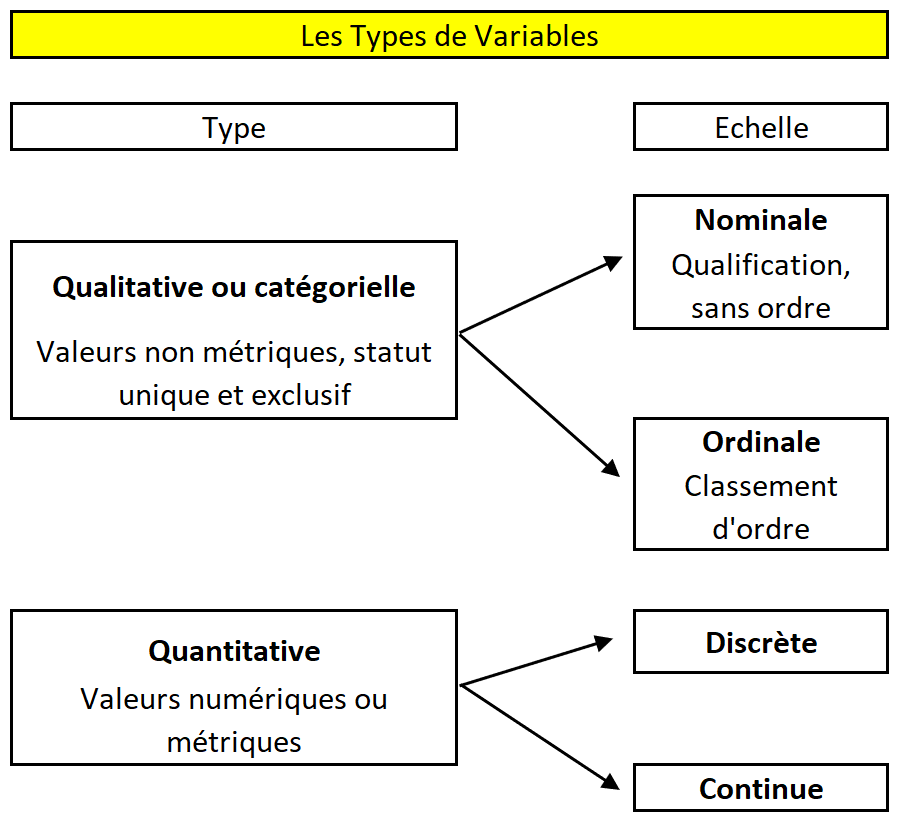 Les Types de Variables
Type
Echelle
Qualitative ou catégorielle
Valeurs non métriques, statut
unique et exclusif
Nominale
Qualification,
sans ordre
Ordinale
Classement
d'ordre
Quantitative
Valeurs numériques ou
métriques
Discrète
Continue